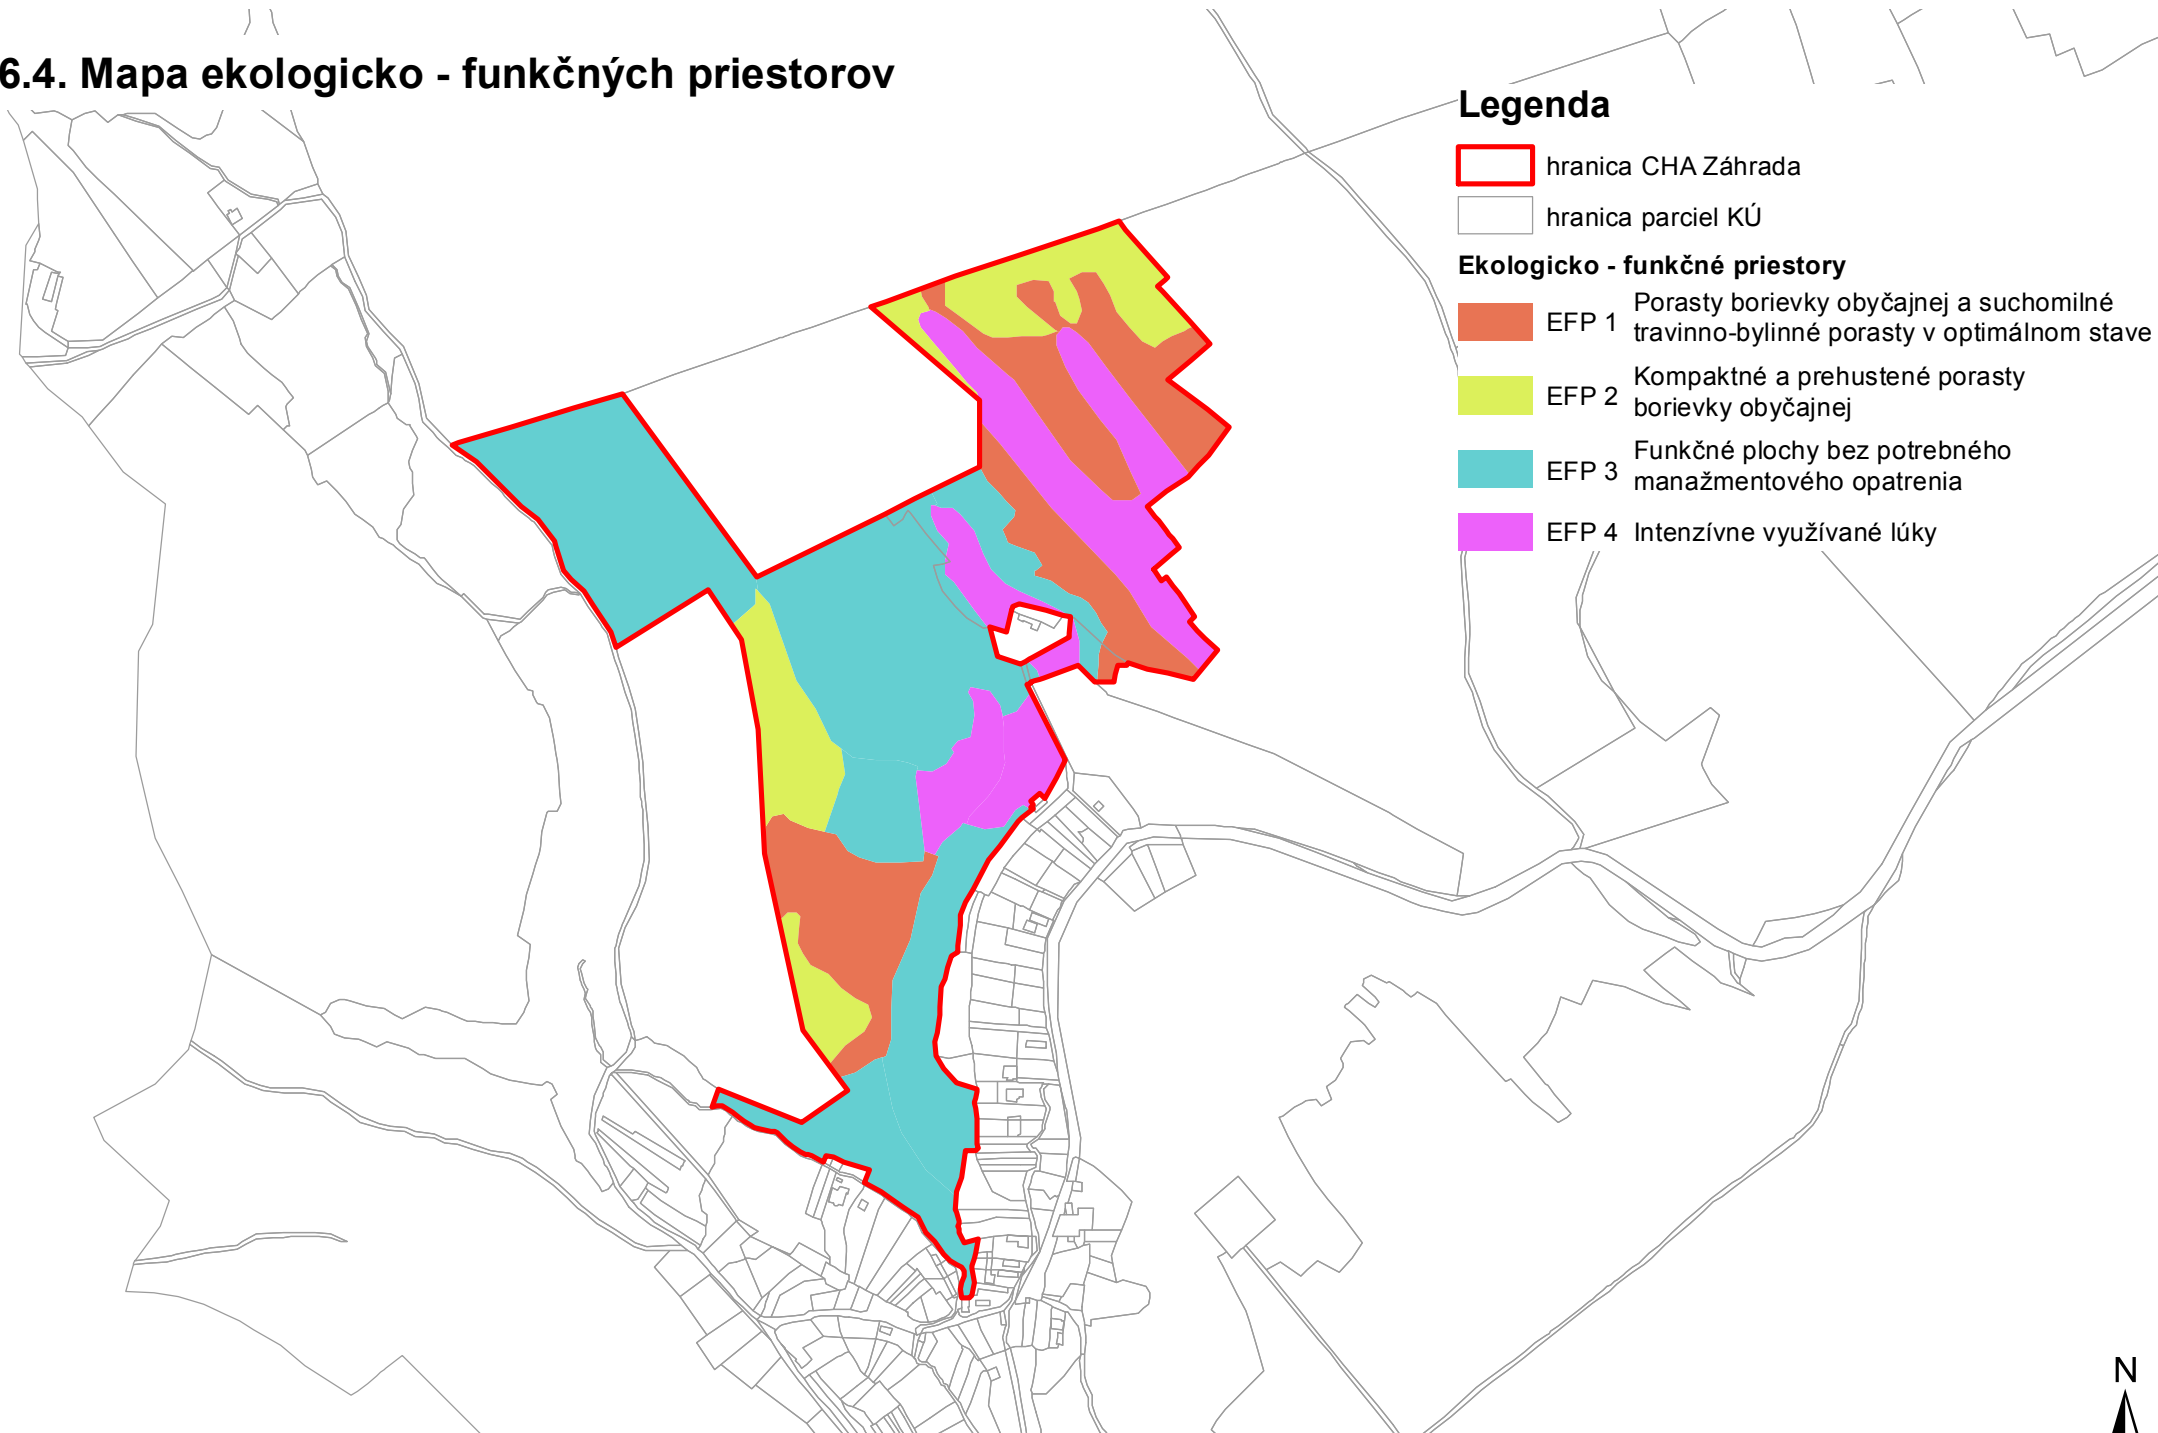 6.4. Mapa ekologicko - funkčných priestorov
Legenda
hranica CHA Záhrada
hranica parciel KÚ
Ekologicko - funkčné priestory
EFP 1 Porasty borievky obyčajnej a suchomilné
travinno-bylinné porasty v optimálnom stave
EFP 2 Kompaktné a prehustené porasty
borievky obyčajnej
EFP 3 Funkčné plochy bez potrebného
manažmentového opatrenia
EFP 4 Intenzívne využívané lúky
N